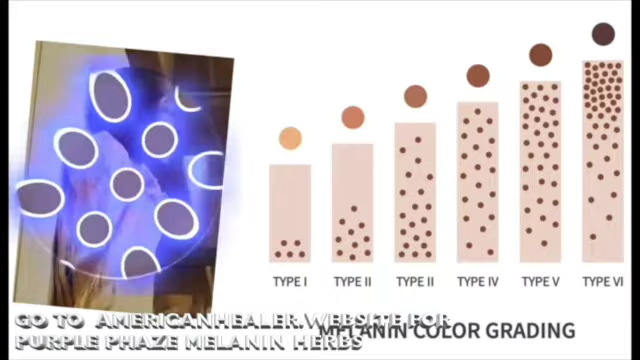 TYPE I TYPE II TYPE II TYPE IV TYPE V TYPE VI
MELANIN COLOR GRADING
GO TO AMERICANHEALER.WEBSITE.FOR
PURPLE PHAZE MELANIN HERBS